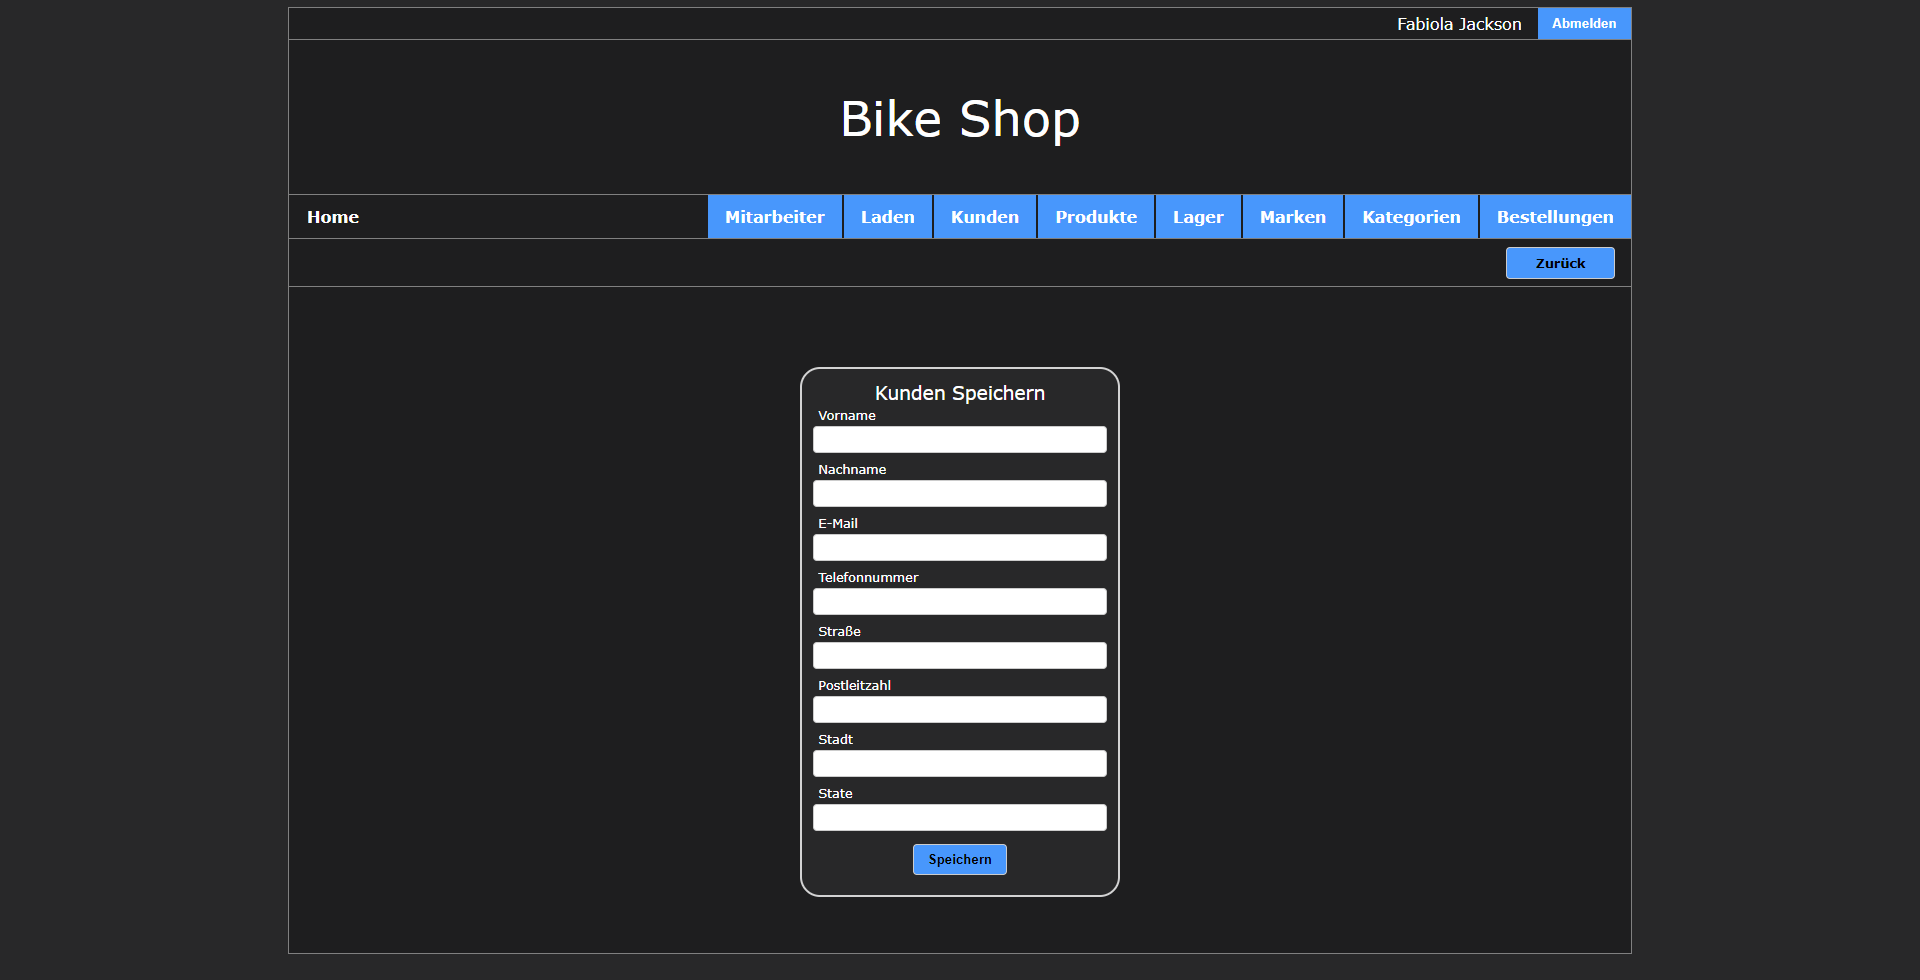 Fabiola Jackson Abmelden
Bike Shop
Home Mitarbeiter Laden Kunden Produkte Lager Marken Kategorien Bestellungen
Zurück
Kunden Speichern
Vorname
Nachname
E-Mail
Telefonnummer
Straße
Postleitzahl
Stadt
State
Speichern